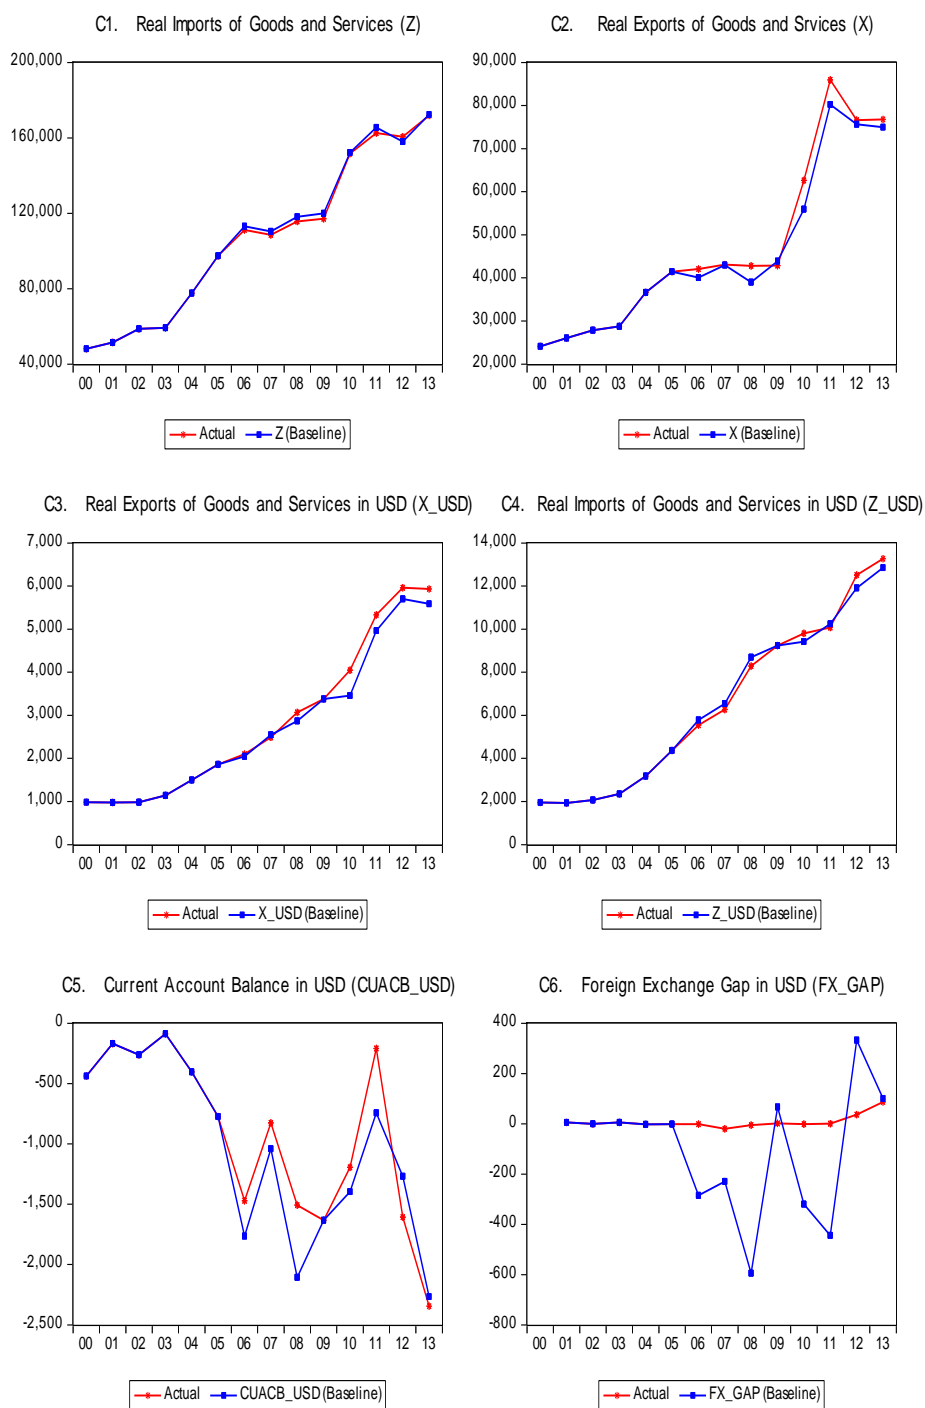 C1. Real Imports of Goods and Services (Z)
200,000
160,000
120,000
80,000
40,000
00 01 02 03 04 05 06 07 08 09 10 11 12 13
Actual Z (Baseline)
C2. Real Exports of Goods and Srvices (X)
90,000
80,000
70,000
60,000
50,000
40,000
30,000
20,000
00 01 02 03 04 05 06 07 08 09 10 11 12 13
Actual X (Baseline)
C3. Real Exports of Goods and Services in USD (X_USD)
7,000
6,000
5,000
4,000
3,000
2,000
1,000
0
00 01 02 03 04 05 06 07 08 09 10 11 12 13
Actual X_USD (Baseline)
C4. Real Imports of Goods and Services in USD (Z_USD)
14,000
12,000
10,000
8,000
6,000
4,000
2,000
0
00 01 02 03 04 05 06 07 08 09 10 11 12 13
Actual Z_USD (Baseline)
C5. Current Account Balance in USD (CUACB_USD)
0
-500
-1,000
-1,500
-2,000
-2,500
00 01 02 03 04 05 06 07 08 09 10 11 12 13
Actual CUACB_USD (Baseline)
C6. Foreign Exchange Gap in USD (FX_GAP)
400
200
0
-200
-400
-600
-800
00 01 02 03 04 05 06 07 08 09 10 11 12 13
Actual FX_GAP (Baseline)